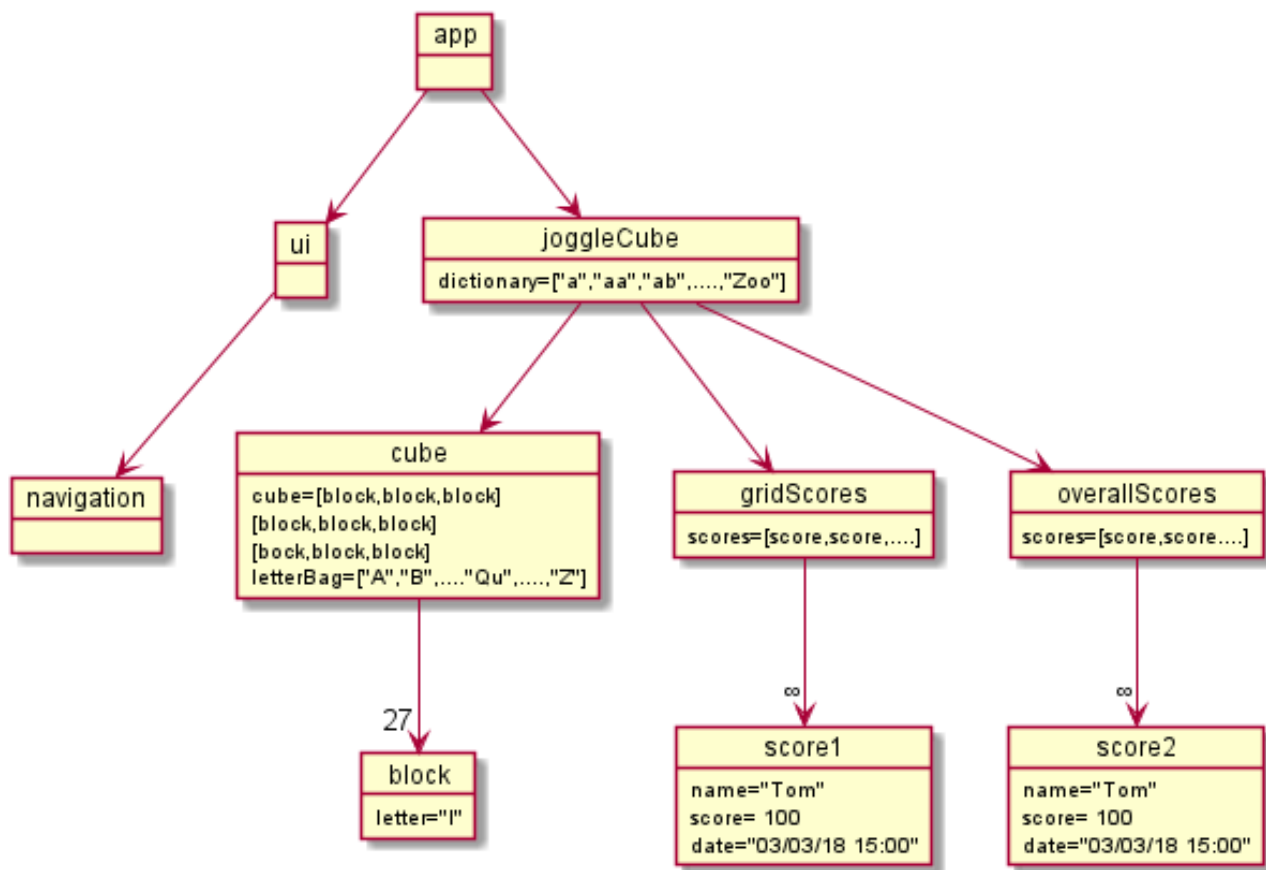 app
ui
joggleCube
dictionary=["a","aa","ab",....,"Zoo"]
navigation
cube
cube=[block,block,block]
[block,block,block]
[bock,block,block]
letterBag=["A","B",...."Qu",....,"Z"]
gridScores
scores=[score,score,....]
overallScores
scores=[score,score....]
27
∞
∞
block
letter="I"
score1
name="Tom"
score= 100
date="03/03/18 15:00"
score2
name="Tom"
score= 100
date="03/03/18 15:00"